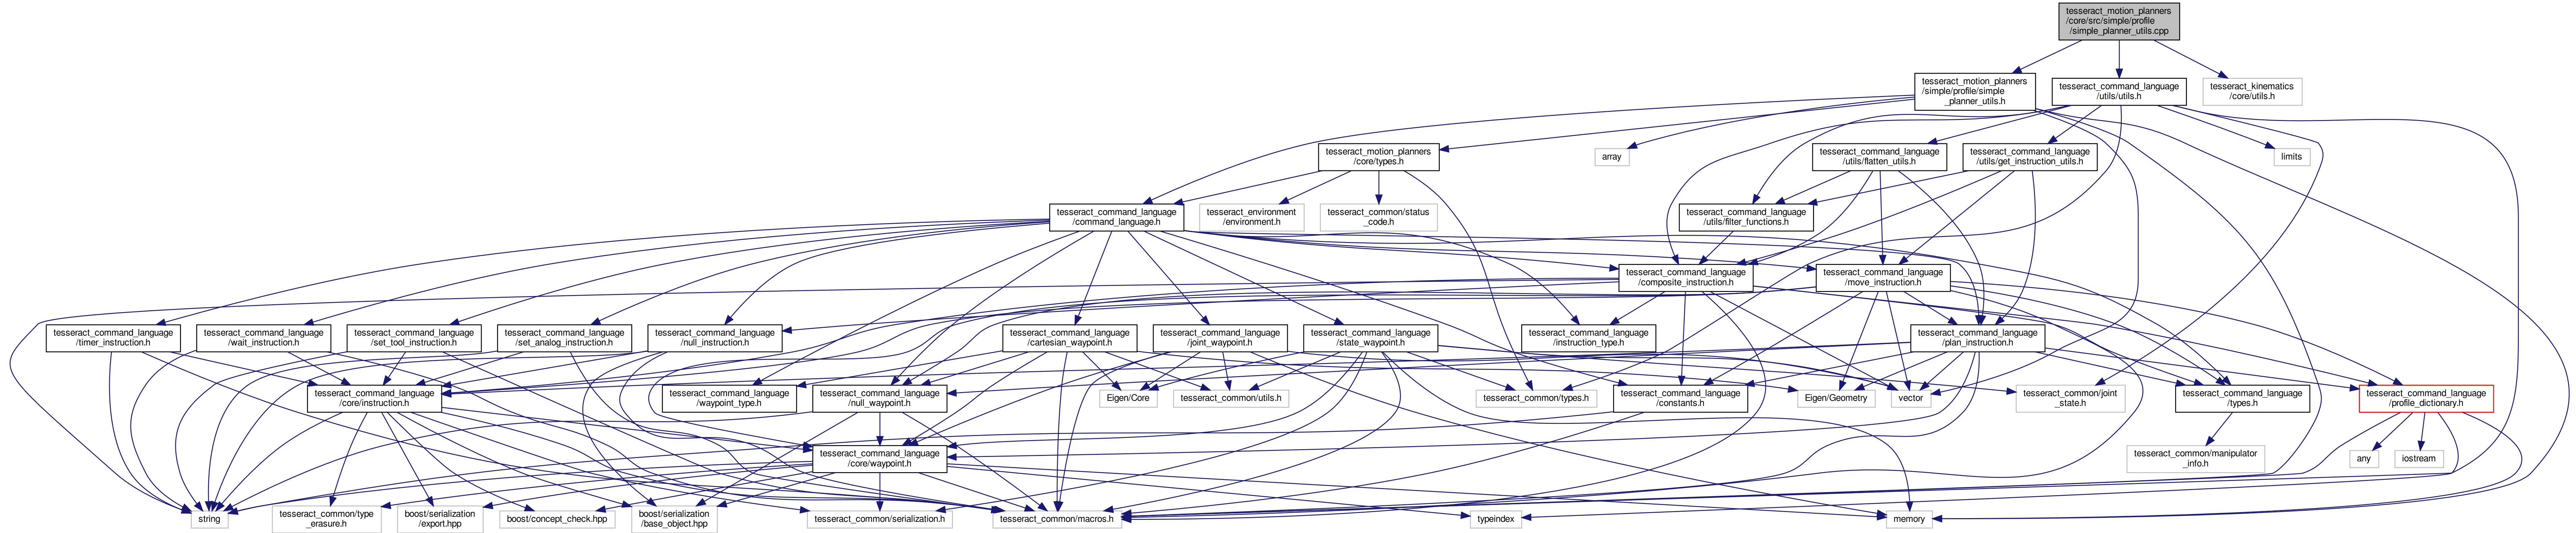 tesseract_motion_planners
/core/src/simple/profile
/simple_planner_utils.cpp
tesseract_motion_planners
/simple/profile/simple
_planner_utils.h
tesseract_command_language
/utils/utils.h
tesseract_kinematics
/core/utils.h
tesseract_motion_planners
/core/types.h
array
tesseract_command_language
/utils/flatten_utils.h
tesseract_command_language
/utils/get_instruction_utils.h
limits
tesseract_command_language
/command_language.h
tesseract_environment
/environment.h
tesseract_common/status
_code.h
tesseract_command_language
/utils/filter_functions.h
tesseract_command_language
/composite_instruction.h
tesseract_command_language
/move_instruction.h
tesseract_command_language
/timer_instruction.h
tesseract_command_language
/wait_instruction.h
tesseract_command_language
/set_tool_instruction.h
tesseract_command_language
/set_analog_instruction.h
tesseract_command_language
/null_instruction.h
tesseract_command_language
/cartesian_waypoint.h
tesseract_command_language
/joint_waypoint.h
tesseract_command_language
/state_waypoint.h
tesseract_command_language
/instruction_type.h
tesseract_command_language
/plan_instruction.h
tesseract_command_language
/core/instruction.h
tesseract_command_language
/waypoint_type.h
tesseract_command_language
/null_waypoint.h
Eigen/Core
tesseract_common/utils.h
tesseract_common/types.h
tesseract_command_language
/constants.h
Eigen/Geometry
vector
tesseract_common/joint
_state.h
tesseract_command_language
/types.h
tesseract_command_language
/profile_dictionary.h
tesseract_command_language
/core/waypoint.h
tesseract_common/manipulator
_info.h
any
iostream
string
tesseract_common/type
_erasure.h
boost/serialization
/export.hpp
boost/concept_check.hpp
boost/serialization
/base_object.hpp
tesseract_common/serialization.h
tesseract_common/macros.h
typeindex
memory